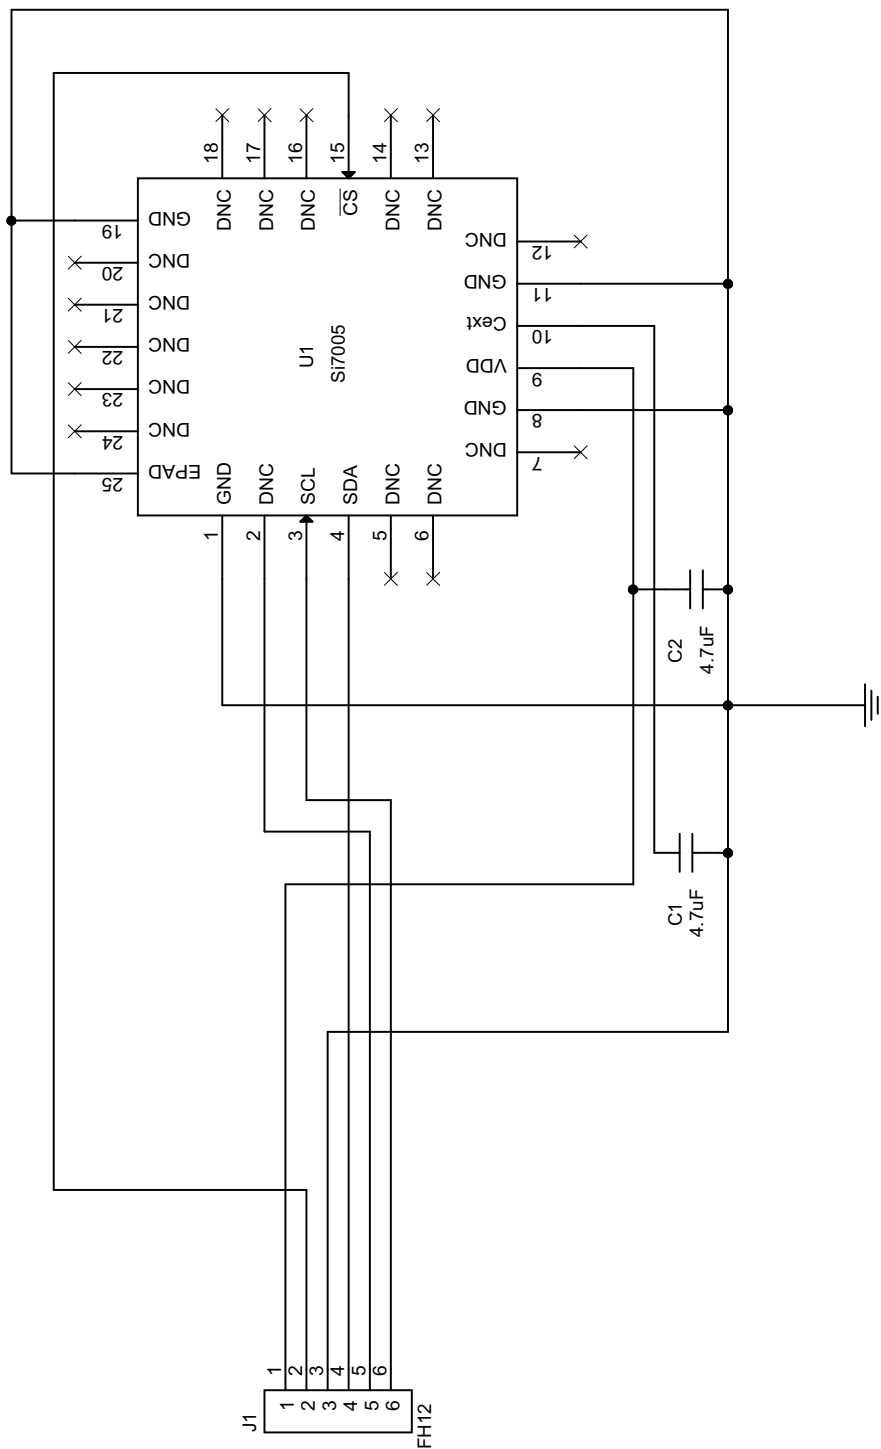 18
17
16
15
14
13
DNC
DNC
DNC
CS
DNC
DNC
19
GND
20
DNC
21
DNC
22
DNC
23
DNC
24
DNC
25
EPAD
U1
Si7005
DNC
12
GND
11
Cext
10
VDD
9
GND
8
DNC
7
GND
DNC
SCL
SDA
DNC
DNC
1
2
3
4
5
6
C2
4.7uF
C1
4.7uF
1
2
3
4
5
6
J1
1
2
3
4
5
6
FH12